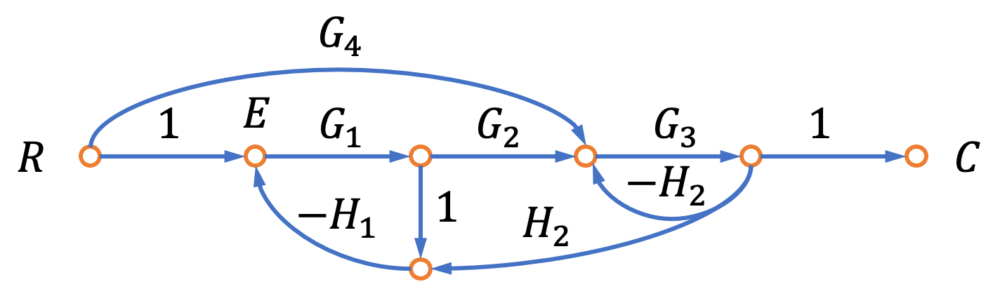 G₄
1 E G₁ G₂ G₃ 1
R C
−H₂
−H₁ 1 H₂